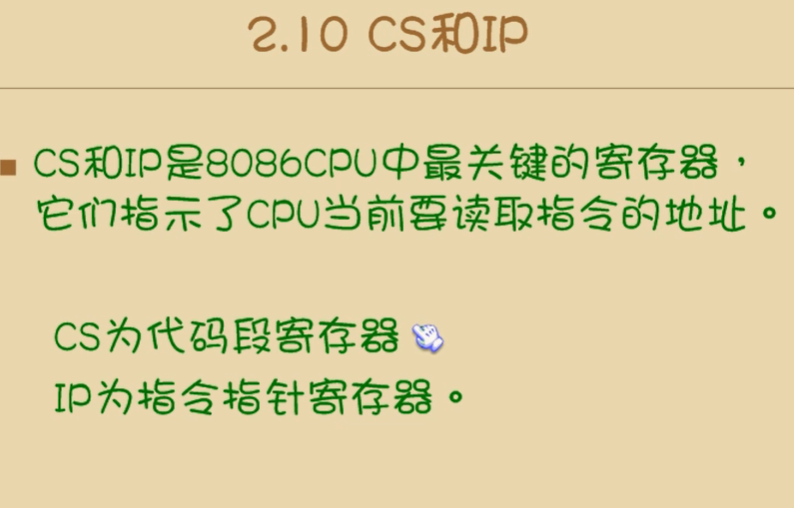 2.10 CS和IP
CS和IP是8086CPU中最关键的寄存器，
它们指示了CPU当前要读取指令的地址。
CS为代码段寄存器
IP为指令指针寄存器。